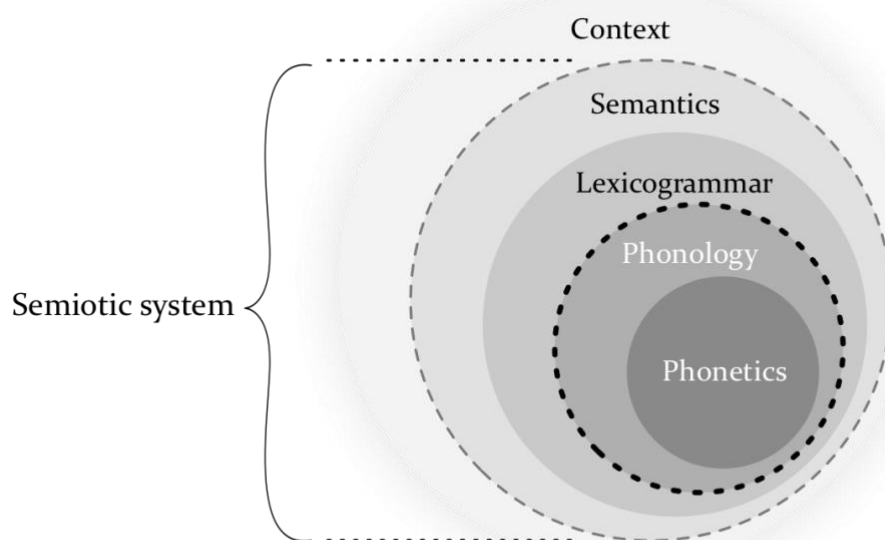 Context
Semantics
Lexicogrammar
Phonology
Semiotic system
Phonetics